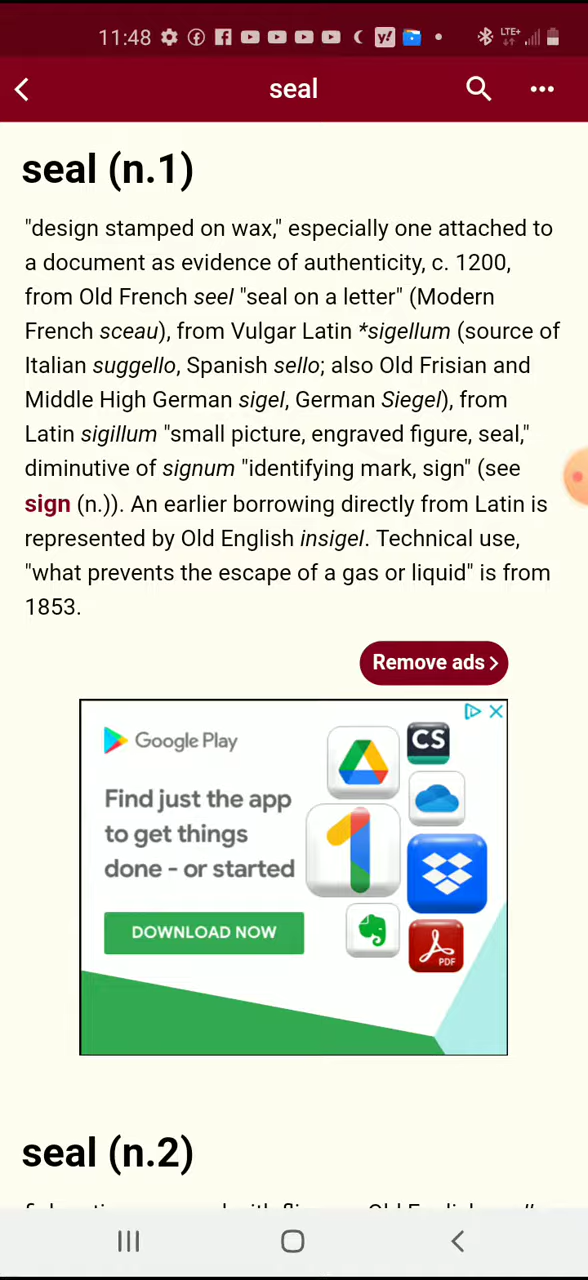 11:48 y! LTE+
seal
seal (n.1)
"design stamped on wax," especially one attached to
a document as evidence of authenticity, c. 1200,
from Old French seel "seal on a letter" (Modern
French sceau), from Vulgar Latin *sigellum (source of
Italian suggello, Spanish sello; also Old Frisian and
Middle High German sigel, German Siegel), from
Latin sigillum "small picture, engraved figure, seal,"
diminutive of signum "identifying mark, sign" (see
sign (n.)). An earlier borrowing directly from Latin is
represented by Old English insigel. Technical use,
"what prevents the escape of a gas or liquid" is from
1853.
Remove ads
Google Play
CS
Find just the app
to get things
done - or started
DOWNLOAD NOW
PDF
seal (n.2)